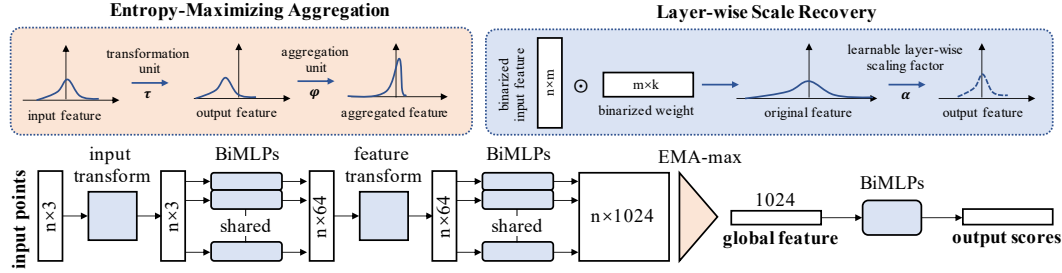 Entropy-Maximizing Aggregation
transformation
unit
τ
aggregation
unit
φ
input feature
output feature
aggregated feature
Layer-wise Scale Recovery
binarized
input feature
n×m
⊙
m×k
binarized weight
original feature
learnable layer-wise
scaling factor
α
output feature
input points
n×3
input
transform
n×3
BiMLPs
shared
n×64
feature
transform
n×64
BiMLPs
shared
n×1024
EMA-max
1024
global feature
BiMLPs
output scores